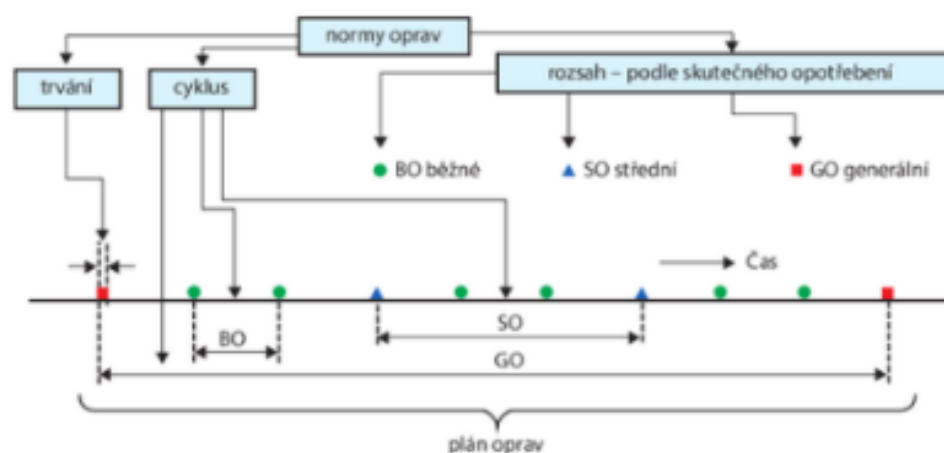 normy oprav
trvání
cyklus
rozsah – podle skutečného opotřebení
BO běžné
SO střední
GO generální
Čas
BO
SO
GO
plán oprav